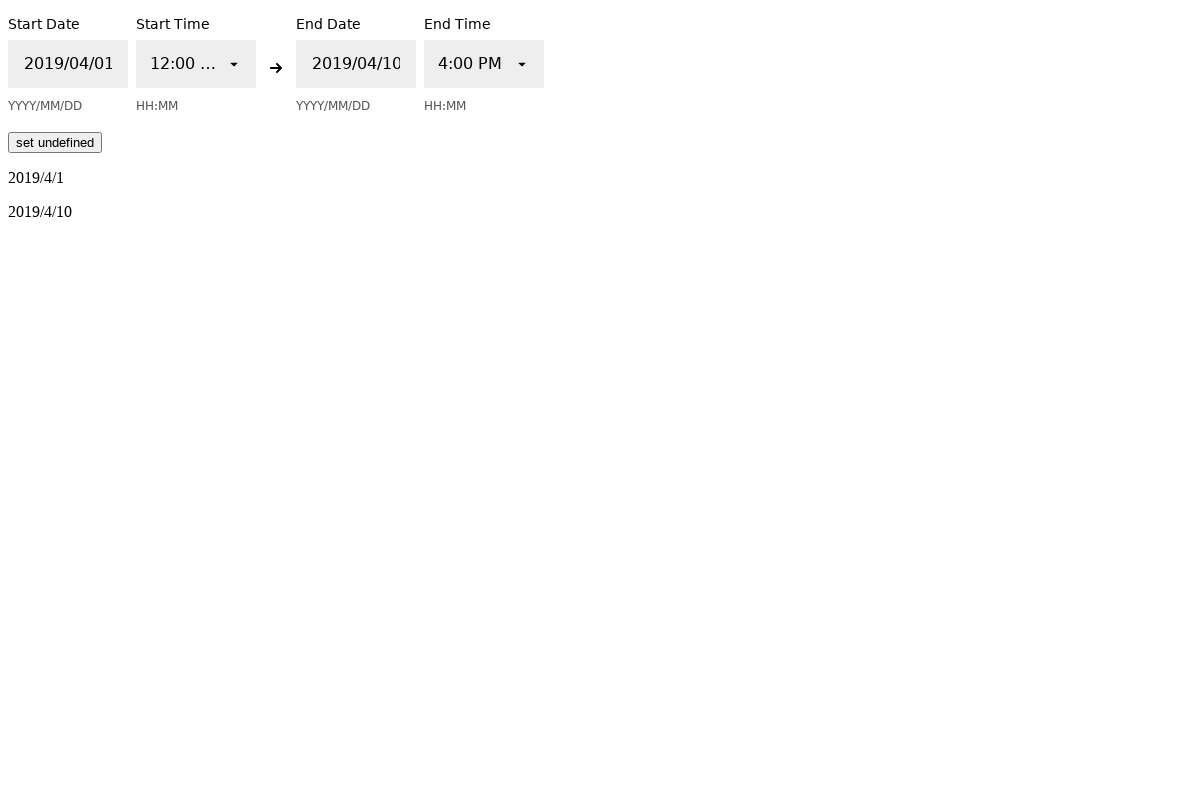 Start Date Start Time End Date End Time
2019/04/01 12:00 ... 2019/04/10 4:00 PM
YYYY/MM/DD HH:MM YYYY/MM/DD HH:MM
set undefined
2019/4/1
2019/4/10